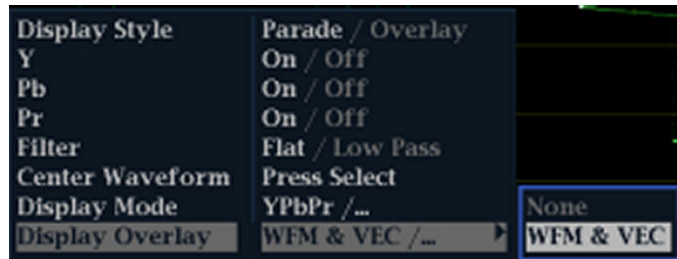 Display Style Parade / Overlay
Y On / Off
Pb On / Off
Pr On / Off
Filter Flat / Low Pass
Center Waveform Press Select
Display Mode YPbPr /...
Display Overlay WFM & VEC /...
None
WFM & VEC